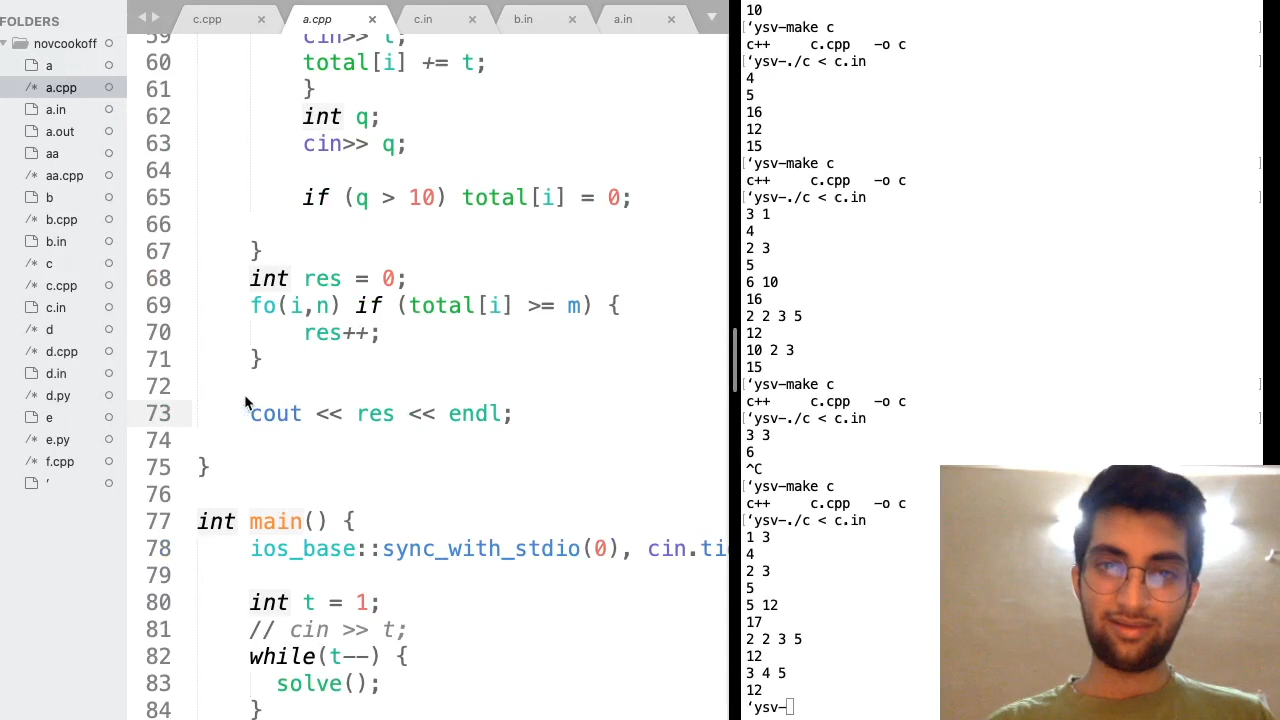 FOLDERS
novcookoff
a
/* a.cpp
a.in
a.out
aa
/* aa.cpp
b
/* b.cpp
b.in
c
/* c.cpp
c.in
d
/* d.cpp
d.in
/* d.py
e
/* e.py
/* f.cpp
'
c.cpp ×
a.cpp ×
c.in ×
b.in ×
a.in ×
59 cin>> t;
60 total[i] += t;
61 }
62 int q;
63 cin>> q;
64
65 if (q > 10) total[i] = 0;
66
67 }
68 int res = 0;
69 fo(i,n) if (total[i] >= m) {
70 res++;
71 }
72
73 cout << res << endl;
74
75 }
76
77 int main() {
78 ios_base::sync_with_stdio(0), cin.ti
79
80 int t = 1;
81 // cin >> t;
82 while(t--) {
83 solve();
84 }
10
[‘ysv-make c ]
c++ c.cpp -o c
[‘ysv-./c < c.in ]
4
5
16
12
15
[‘ysv-make c ]
c++ c.cpp -o c
[‘ysv-./c < c.in ]
3 1
4
2 3
5
6 10
16
2 2 3 5
12
10 2 3
15
[‘ysv-make c ]
c++ c.cpp -o c
[‘ysv-./c < c.in ]
3 3
6
^C
[‘ysv-make c
c++ c.cpp -o c
[‘ysv-./c < c.in
1 3
4
2 3
5
5 12
17
2 2 3 5
12
3 4 5
12
‘ysv-